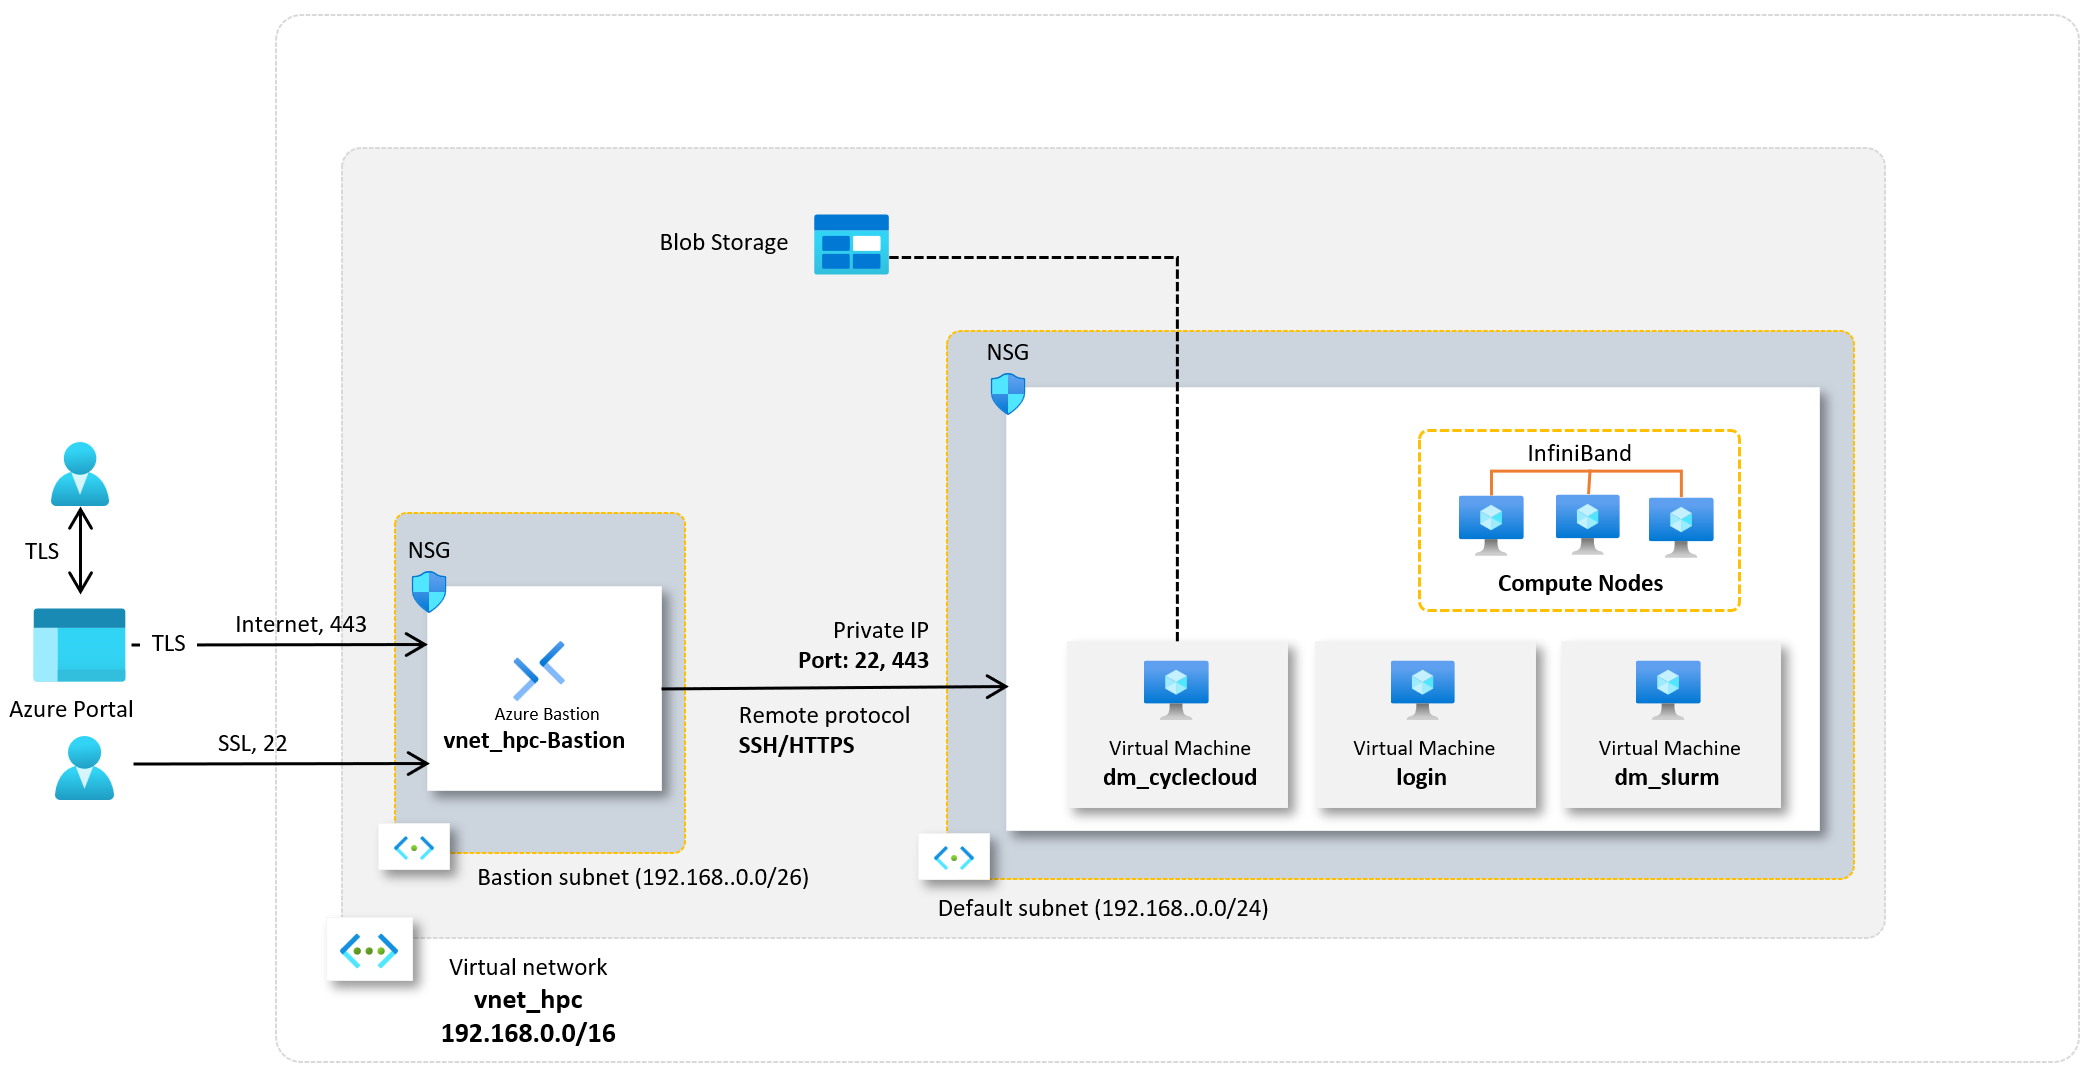 Blob Storage
NSG
InfiniBand
Compute Nodes
TLS
NSG
Internet, 443
TLS
Azure Portal
SSL, 22
Azure Bastion
vnet_hpc-Bastion
Private IP
Port: 22, 443
Remote protocol
SSH/HTTPS
Virtual Machine
dm_cyclecloud
Virtual Machine
login
Virtual Machine
dm_slurm
Bastion subnet (192.168..0.0/26)
Default subnet (192.168..0.0/24)
Virtual network
vnet_hpc
192.168.0.0/16